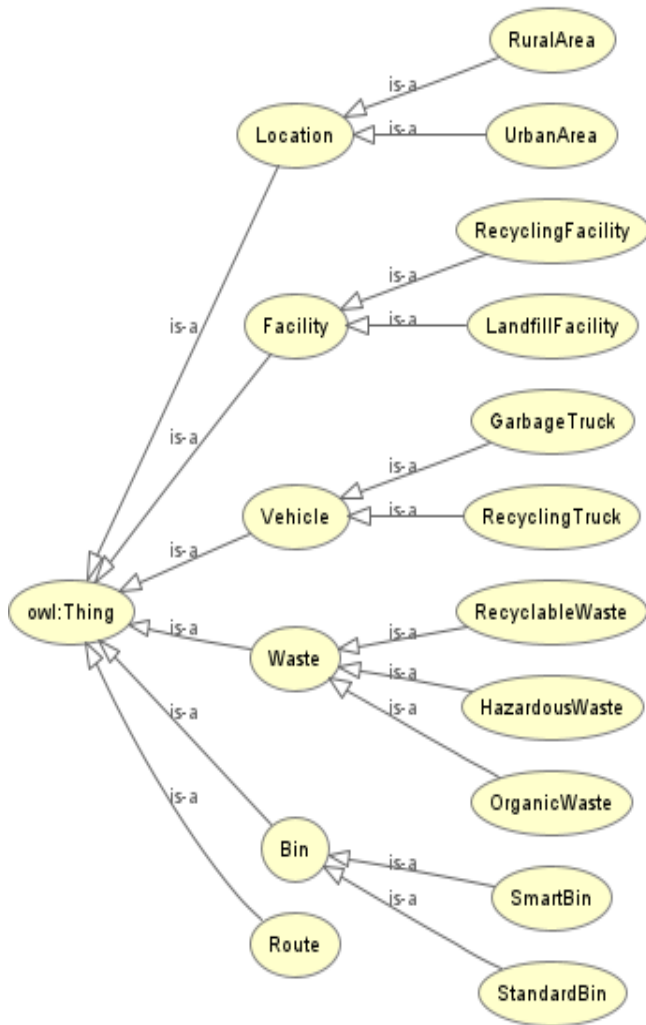 RuralArea
is-a
Location
is-a
UrbanArea
RecyclingFacility
is-a
Facility
is-a
LandfillFacility
is-a
GarbageTruck
is-a
is-a
Vehicle
is-a
RecyclingTruck
is-a
owl:Thing
RecyclableWaste
is-a
is-a
Waste
is-a
HazardousWaste
is-a
is-a
OrganicWaste
is-a
Bin
is-a
SmartBin
is-a
Route
StandardBin